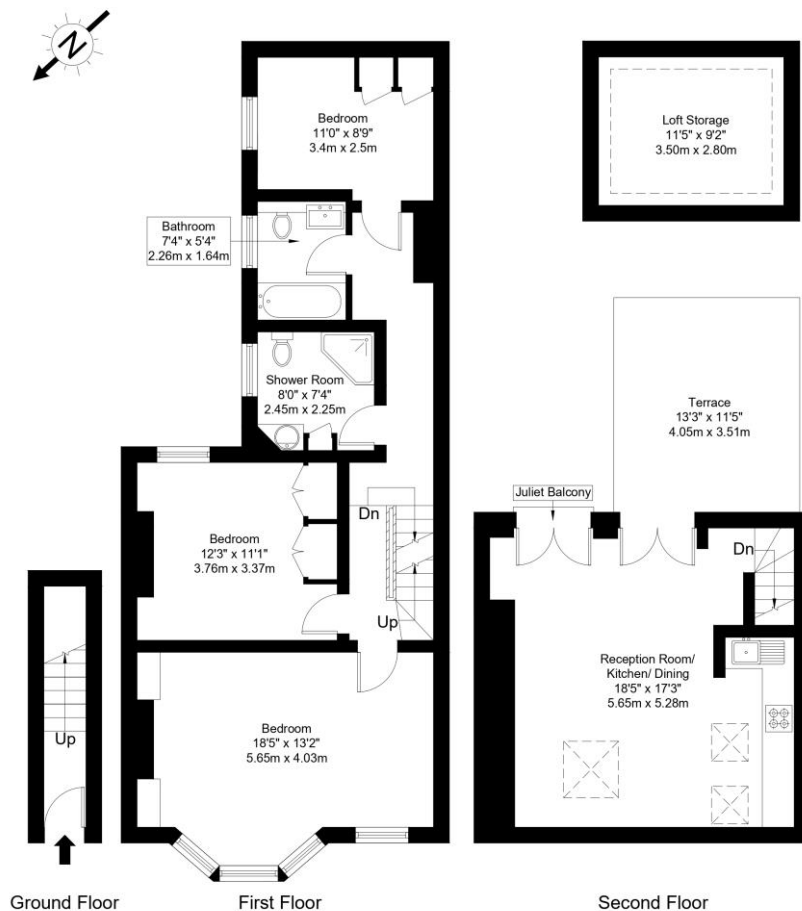 N
Bedroom
11'0" x 8'9"
3.4m x 2.5m
Loft Storage
11'5" x 9'2"
3.50m x 2.80m
Bathroom
7'4" x 5'4"
2.26m x 1.64m
Shower Room
8'0" x 7'4"
2.45m x 2.25m
Terrace
13'3" x 11'5"
4.05m x 3.51m
Juliet Balcony
Dn
Bedroom
12'3" x 11'1"
3.76m x 3.37m
Up
Dn
Reception Room/
Kitchen/ Dining
18'5" x 17'3"
5.65m x 5.28m
Up
Bedroom
18'5" x 13'2"
5.65m x 4.03m
Ground Floor
First Floor
Second Floor